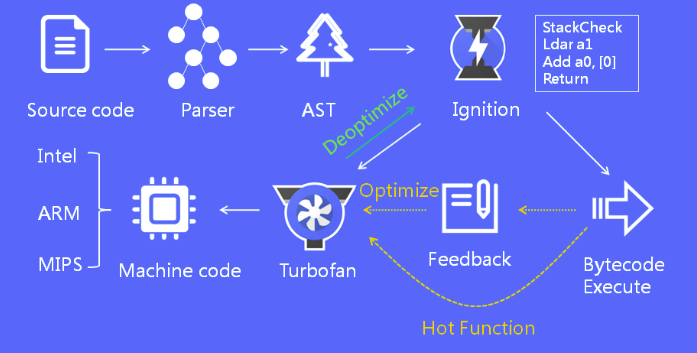 StackCheck
Ldar a1
Add a0, [0]
Return
Source code
Parser
AST
Ignition
Deoptimize
Intel
ARM
MIPS
Machine code
Turbofan
Optimize
Feedback
Bytecode
Execute
Hot Function